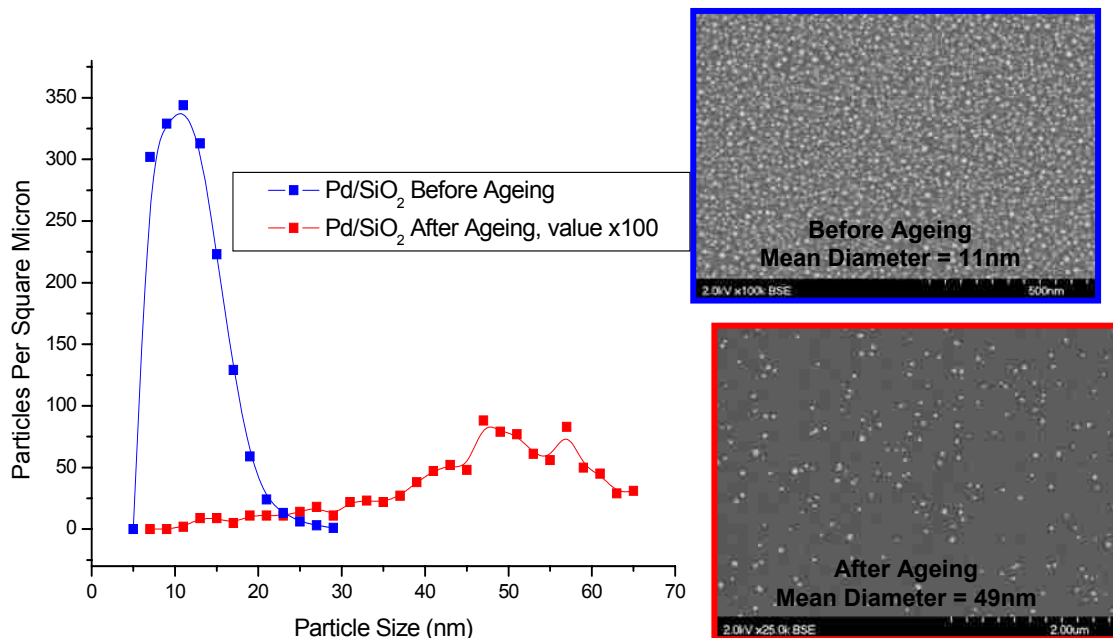 350
300
250
200
150
100
50
0
Particles Per Square Micron
0 10 20 30 40 50 60 70
Particle Size (nm)
Pd/SiO₂ Before Ageing
Pd/SiO₂ After Ageing, value x100
Before Ageing
Mean Diameter = 11nm
2.0kV x100k BSE 500nm
After Ageing
Mean Diameter = 49nm
2.0kV x25.0k BSE 2.00um